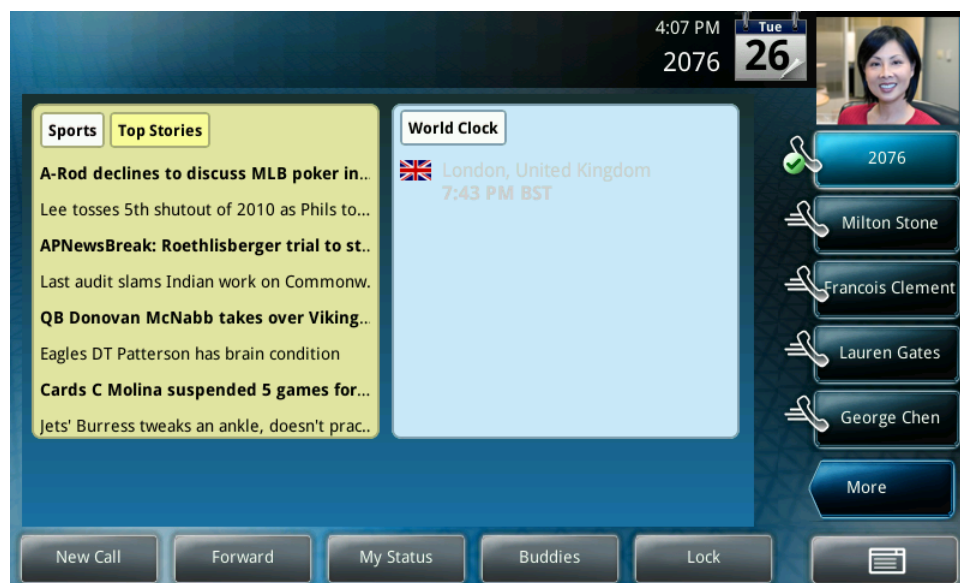 4:07 PM
2076
Tue
26
Sports
Top Stories
A-Rod declines to discuss MLB poker in...
Lee tosses 5th shutout of 2010 as Phils to...
APNewsBreak: Roethlisberger trial to st..
Last audit slams Indian work on Commonw.
QB Donovan McNabb takes over Viking...
Eagles DT Patterson has brain condition
Cards C Molina suspended 5 games for...
Jets' Burress tweaks an ankle, doesn't prac..
World Clock
London, United Kingdom
7:43 PM BST
2076
Milton Stone
Francois Clement
Lauren Gates
George Chen
More
New Call
Forward
My Status
Buddies
Lock